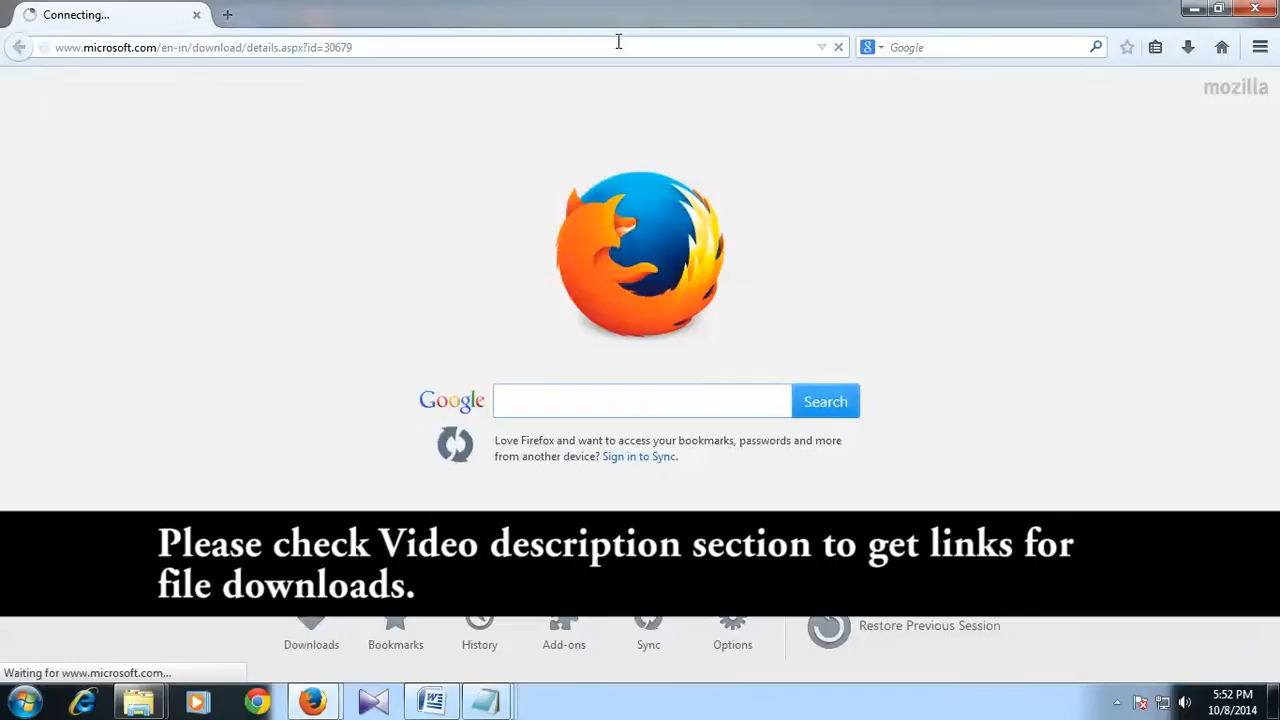 Connecting...
www.microsoft.com/en-in/download/details.aspx?id=30679
Google
mozilla
Google
Search
Love Firefox and want to access your bookmarks, passwords and more
from another device? Sign in to Sync.
Please check Video description section to get links for
file downloads.
Downloads
Bookmarks
History
Add-ons
Sync
Options
Restore Previous Session
Waiting for www.microsoft.com...
5:52 PM
10/8/2014